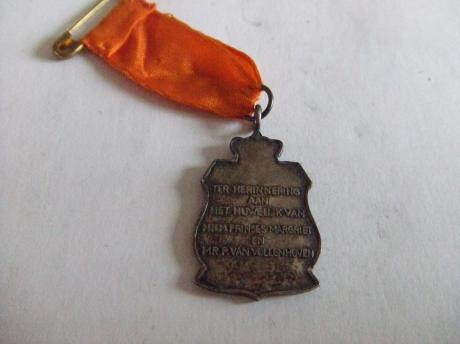 TER HERINNERING
AAN
HET HUWELIJK VAN
H.K.H. PRINSES MARGRIET
EN
MR. P. VAN VOLLENHOVEN